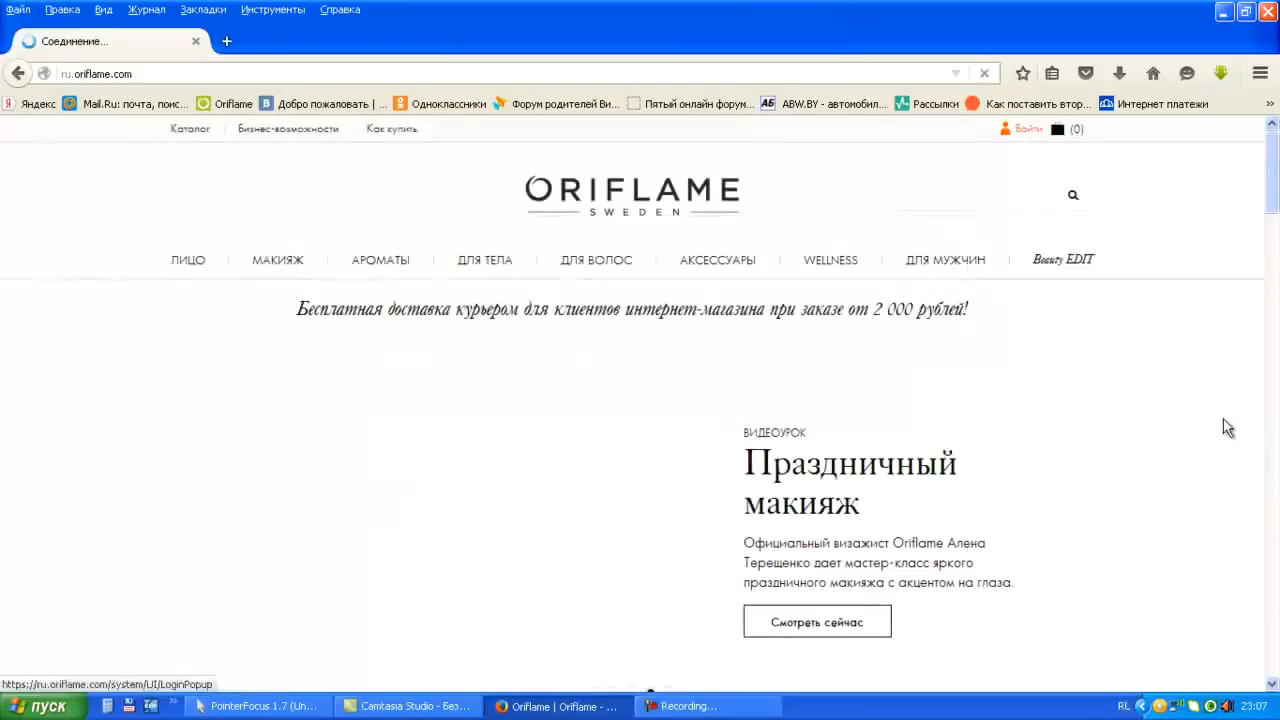 Файл Правка Вид Журнал Закладки Инструменты Справка
Соединение...
ru.oriflame.com
Яндекс Mail.Ru: почта, поис... Oriflame Добро пожаловать | ... Одноклассники Форум родителей Ви... Пятый онлайн форум... АБ ABW.BY - автомобил... Рассылки Как поставить втор... Интернет платежи
Каталог Бизнес-возможности Как купить Войти (0)
ORIFLAME
SWEDEN
ЛИЦО МАКИЯЖ АРОМАТЫ ДЛЯ ТЕЛА ДЛЯ ВОЛОС АКСЕССУАРЫ WELLNESS ДЛЯ МУЖЧИН Beauty EDIT
Бесплатная доставка курьером для клиентов интернет-магазина при заказе от 2 000 рублей!
ВИДЕОУРОК
Праздничный
макияж
Официальный визажист Oriflame Алена
Терещенко дает мастер-класс яркого
праздничного макияжа с акцентом на глаза.
Смотреть сейчас
https://ru.oriflame.com/system/UI/LoginPopup
пуск PointerFocus 1.7 (Un... Camtasia Studio - Без... Oriflame | Oriflame - ... Recording... RL 23:07